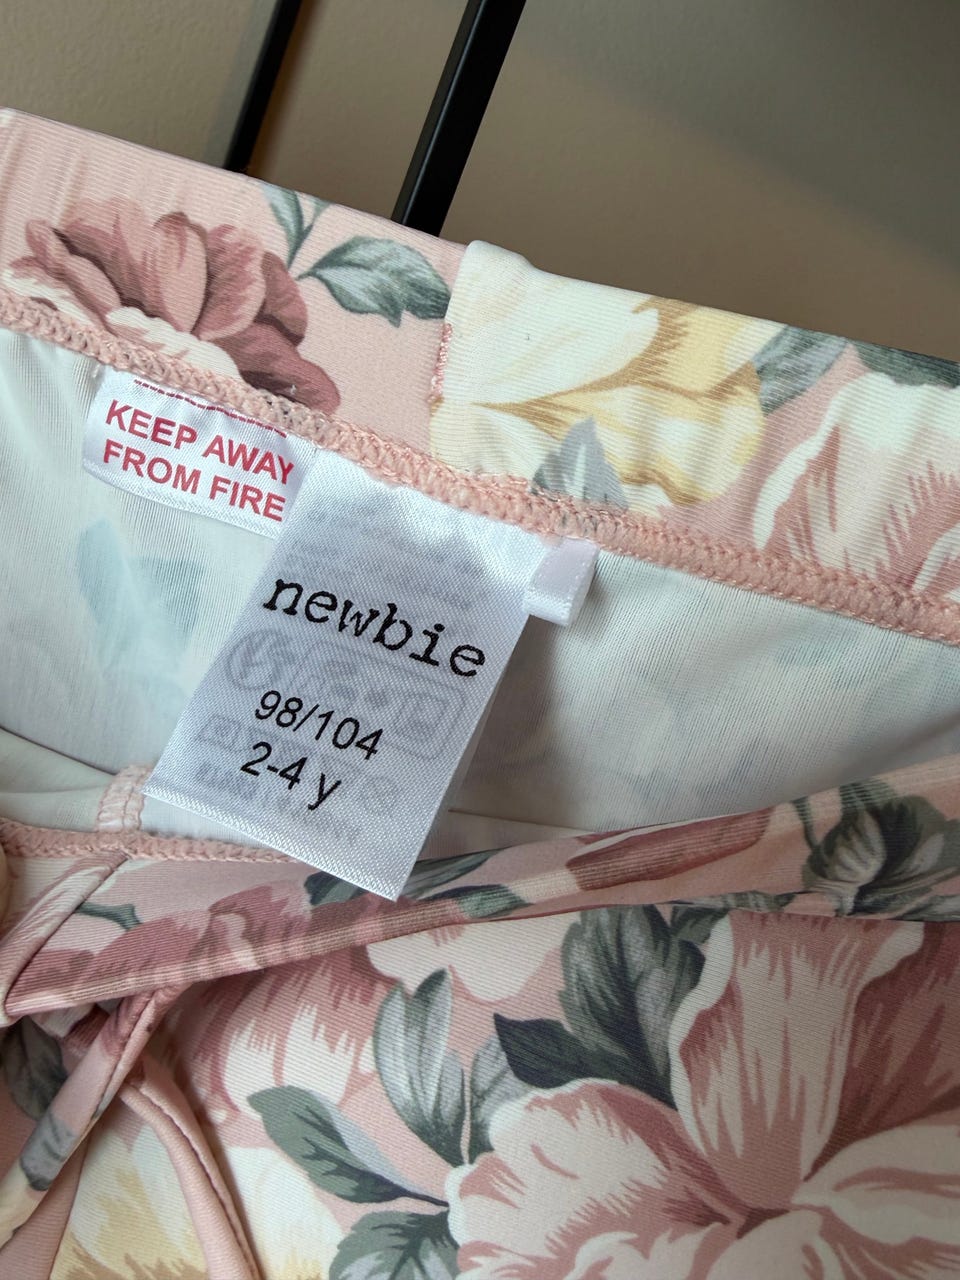 KEEP AWAY
FROM FIRE
newbie
98/104
2-4 y